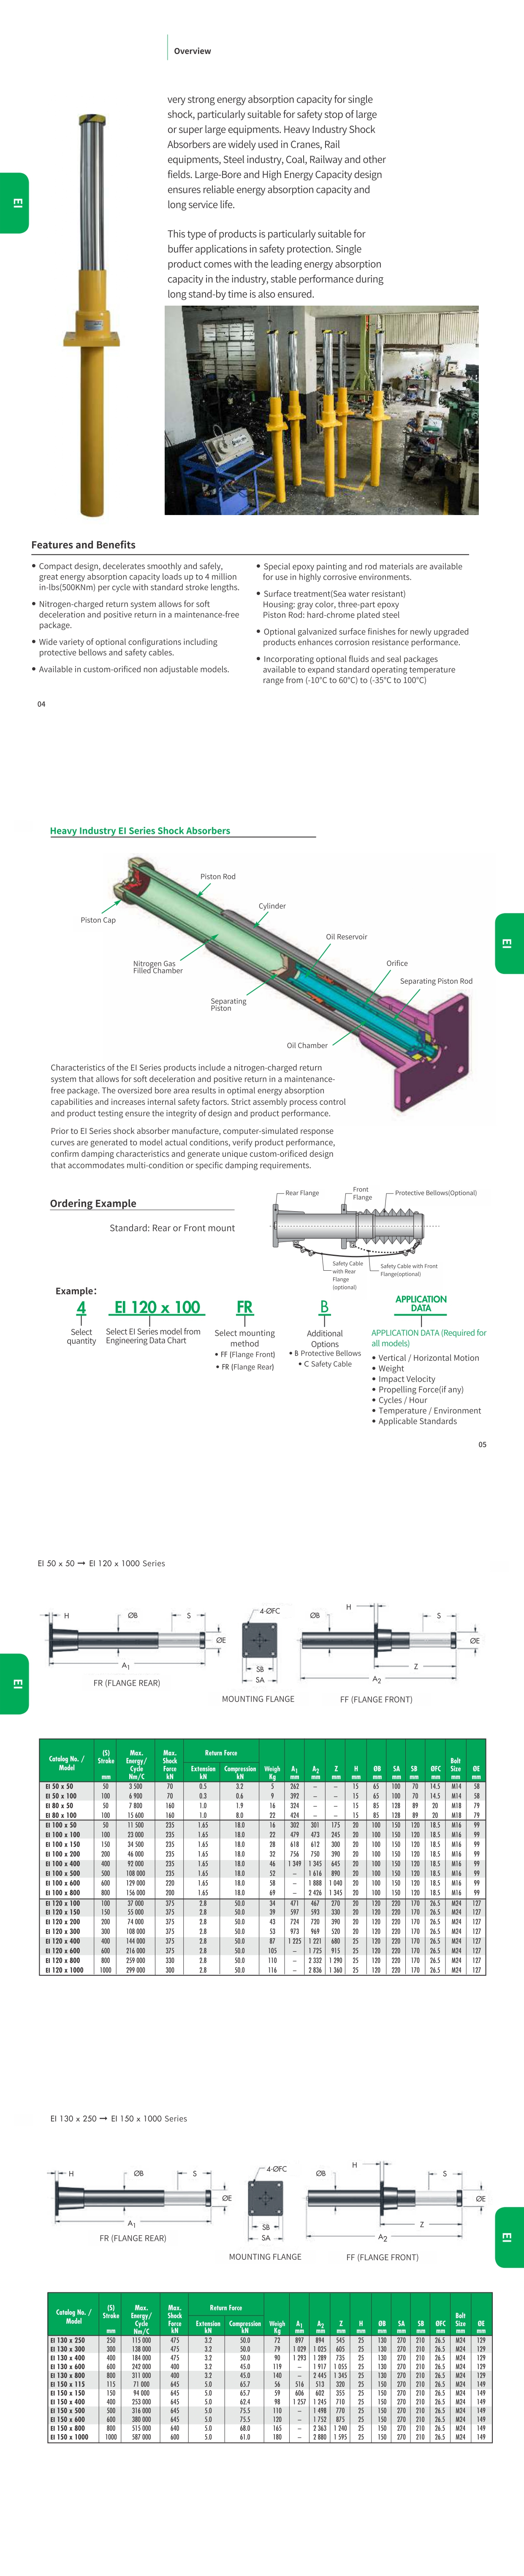 Overview
very strong energy absorption capacity for single
shock, particularly suitable for safety stop of large
or super large equipments. Heavy Industry Shock
Absorbers are widely used in Cranes, Rail
equipments, Steel industry, Coal, Railway and other
fields. Large-Bore and High Energy Capacity design
ensures reliable energy absorption capacity and
long service life.
EI
This type of products is particularly suitable for
buffer applications in safety protection. Single
product comes with the leading energy absorption
capacity in the industry, stable performance during
long stand-by time is also ensured.
Features and Benefits
• Compact design, decelerates smoothly and safely,
great energy absorption capacity loads up to 4 million
in-lbs(500KNm) per cycle with standard stroke lengths.
• Nitrogen-charged return system allows for soft
deceleration and positive return in a maintenance-free
package.
• Wide variety of optional configurations including
protective bellows and safety cables.
• Available in custom-orificed non adjustable models.
• Special epoxy painting and rod materials are available
for use in highly corrosive environments.
• Surface treatment(Sea water resistant)
Housing: gray color, three-part epoxy
Piston Rod: hard-chrome plated steel
• Optional galvanized surface finishes for newly upgraded
products enhances corrosion resistance performance.
• Incorporating optional fluids and seal packages
available to expand standard operating temperature
range from (-10°C to 60°C) to (-35°C to 100°C)
04
Heavy Industry EI Series Shock Absorbers
Piston Rod
Cylinder
Piston Cap
Oil Reservoir
EI
Nitrogen Gas
Filled Chamber
Orifice
Separating Piston Rod
Separating
Piston
Oil Chamber
Characteristics of the EI Series products include a nitrogen-charged return
system that allows for soft deceleration and positive return in a maintenance-
free package. The oversized bore area results in optimal energy absorption
capabilities and increases internal safety factors. Strict assembly process control
and product testing ensure the integrity of design and product performance.
Prior to EI Series shock absorber manufacture, computer-simulated response
curves are generated to model actual conditions, verify product performance,
confirm damping characteristics and generate unique custom-orificed design
that accommodates multi-condition or specific damping requirements.
Ordering Example
Rear Flange
Front
Flange
Protective Bellows(Optional)
Standard: Rear or Front mount
Safety Cable
with Rear
Flange
(optional)
Safety Cable with Front
Flange(optional)
Example:
4 EI 120 x 100 FR B APPLICATION
DATA
Select
quantity
Select EI Series model from
Engineering Data Chart
Select mounting
method
• FF (Flange Front)
• FR (Flange Rear)
Additional
Options
• B Protective Bellows
• C Safety Cable
APPLICATION DATA (Required for
all models)
• Vertical / Horizontal Motion
• Weight
• Impact Velocity
• Propelling Force(if any)
• Cycles / Hour
• Temperature / Environment
• Applicable Standards
05
EI 50 x 50 → EI 120 x 1000 Series
H ØB S ØE A1
FR (FLANGE REAR)
4-ØFC SB SA
MOUNTING FLANGE
H ØB S ØE Z A2
FF (FLANGE FRONT)
EI
Catalog No. / Model (S) Stroke mm Max. Energy/ Cycle Nm/C Max. Shock Force kN Return Force Extension kN Compression kN Weigh Kg A1 mm A2 mm Z mm H mm ØB mm SA mm SB mm ØFC mm Bolt Size mm ØE mm
EI 50 x 50 50 3 500 70 0.5 3.2 5 262 – – 15 65 100 70 14.5 M14 58
EI 50 x 100 100 6 900 70 0.3 0.6 9 392 – – 15 65 100 70 14.5 M14 58
EI 80 x 50 50 7 800 160 1.0 1.9 16 324 – – 15 85 128 89 20 M18 79
EI 80 x 100 100 15 600 160 1.0 8.0 22 424 – – 15 85 128 89 20 M18 79
EI 100 x 50 50 11 500 235 1.65 18.0 16 302 301 175 20 100 150 120 18.5 M16 99
EI 100 x 100 100 23 000 235 1.65 18.0 22 479 473 245 20 100 150 120 18.5 M16 99
EI 100 x 150 150 34 500 235 1.65 18.0 28 618 612 300 20 100 150 120 18.5 M16 99
EI 100 x 200 200 46 000 235 1.65 18.0 32 756 750 390 20 100 150 120 18.5 M16 99
EI 100 x 400 400 92 000 235 1.65 18.0 46 1 349 1 345 645 20 100 150 120 18.5 M16 99
EI 100 x 500 500 108 000 235 1.65 18.0 52 – 1 616 890 20 100 150 120 18.5 M16 99
EI 100 x 600 600 129 000 220 1.65 18.0 58 – 1 888 1 040 20 100 150 120 18.5 M16 99
EI 100 x 800 800 156 000 200 1.65 18.0 69 – 2 426 1 345 20 100 150 120 18.5 M16 99
EI 120 x 100 100 37 000 375 2.8 50.0 34 471 467 270 20 120 220 170 26.5 M24 127
EI 120 x 150 150 55 000 375 2.8 50.0 39 597 593 330 20 120 220 170 26.5 M24 127
EI 120 x 200 200 74 000 375 2.8 50.0 43 724 720 390 20 120 220 170 26.5 M24 127
EI 120 x 300 300 108 000 375 2.8 50.0 53 973 969 520 20 120 220 170 26.5 M24 127
EI 120 x 400 400 144 000 375 2.8 50.0 87 1 225 1 221 680 25 120 220 170 26.5 M24 127
EI 120 x 600 600 216 000 375 2.8 50.0 105 – 1 725 915 25 120 220 170 26.5 M24 127
EI 120 x 800 800 259 000 330 2.8 50.0 110 – 2 332 1 290 25 120 220 170 26.5 M24 127
EI 120 x 1000 1000 299 000 300 2.8 50.0 116 – 2 836 1 360 25 120 220 170 26.5 M24 127
EI 130 x 250 → EI 150 x 1000 Series
H ØB S ØE A1
FR (FLANGE REAR)
4-ØFC SB SA
MOUNTING FLANGE
H ØB S ØE Z A2
FF (FLANGE FRONT)
EI
Catalog No. / Model (S) Stroke mm Max. Energy/ Cycle Nm/C Max. Shock Force kN Return Force Extension kN Compression kN Weigh Kg A1 mm A2 mm Z mm H mm ØB mm SA mm SB mm ØFC mm Bolt Size mm ØE mm
EI 130 x 250 250 115 000 475 3.2 50.0 72 897 894 545 25 130 270 210 26.5 M24 129
EI 130 x 300 300 138 000 475 3.2 50.0 79 1 029 1 025 605 25 130 270 210 26.5 M24 129
EI 130 x 400 400 184 000 475 3.2 50.0 90 1 293 1 289 735 25 130 270 210 26.5 M24 129
EI 130 x 600 600 242 000 400 3.2 45.0 119 – 1 917 1 055 25 130 270 210 26.5 M24 129
EI 130 x 800 800 311 000 400 3.2 45.0 140 – 2 445 1 345 25 130 270 210 26.5 M24 129
EI 150 x 115 115 71 000 645 5.0 65.7 56 516 513 320 25 150 270 210 26.5 M24 149
EI 150 x 150 150 94 000 645 5.0 65.7 59 606 602 355 25 150 270 210 26.5 M24 149
EI 150 x 400 400 253 000 645 5.0 62.4 98 1 257 1 245 710 25 150 270 210 26.5 M24 149
EI 150 x 500 500 316 000 645 5.0 75.5 110 – 1 498 770 25 150 270 210 26.5 M24 149
EI 150 x 600 600 380 000 645 5.0 75.5 120 – 1 752 875 25 150 270 210 26.5 M24 149
EI 150 x 800 800 515 000 640 5.0 68.0 165 – 2 363 1 240 25 150 270 210 26.5 M24 149
EI 150 x 1000 1000 587 000 600 5.0 61.0 180 – 2 880 1 595 25 150 270 210 26.5 M24 149